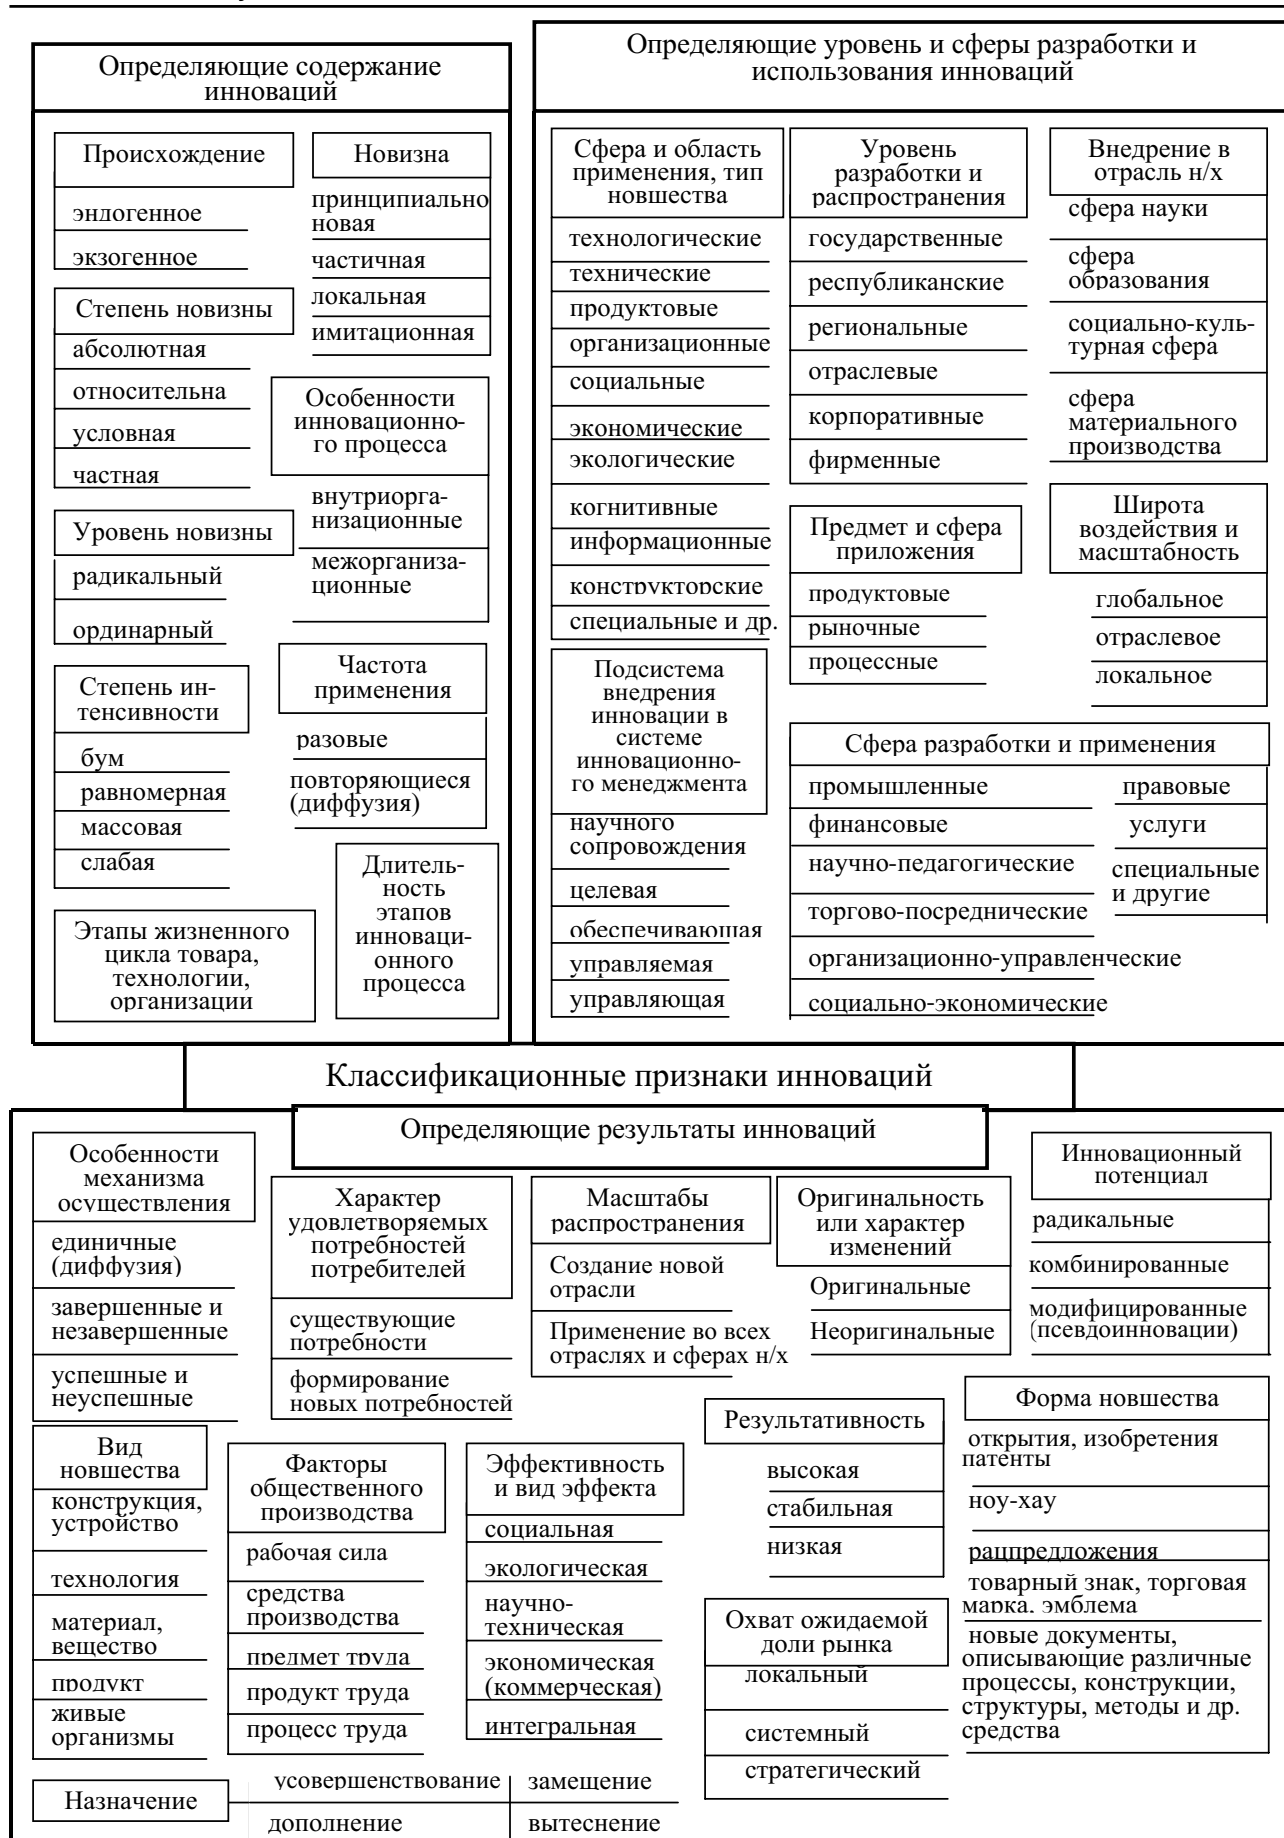 Определяющие содержание
инноваций
Происхождение
эндогенное
экзогенное
Степень новизны
абсолютная
относительна
условная
частная
Уровень новизны
радикальный
ординарный
Степень ин-
тенсивности
бум
равномерная
массовая
слабая
Этапы жизненного
цикла товара,
технологии,
организации
Новизна
принципиально
новая
частичная
локальная
имитационная
Особенности
инновационно-
го процесса
внутриорга-
низационные
межорганиза-
ционные
Частота
применения
разовые
повторяющиеся
(диффузия)
Длитель-
ность
этапов
инноваци-
онного
процесса
Определяющие уровень и сферы разработки и
использования инноваций
Сфера и область
применения, тип
новшества
технологические
технические
продуктовые
организационные
социальные
экономические
экологические
когнитивные
информационные
конструкторские
специальные и др.
Подсистема
внедрения
инновации в
системе
инновационно-
го менеджмента
научного
сопровождения
целевая
обеспечивающая
управляемая
управляющая
Уровень
разработки и
распространения
государственные
республиканские
региональные
отраслевые
корпоративные
фирменные
Предмет и сфера
приложения
продуктовые
рыночные
процессные
Внедрение в
отрасль н/х
сфера науки
сфера
образования
социально-куль-
турная сфера
сфера
материального
производства
Широта
воздействия и
масштабность
глобальное
отраслевое
локальное
Сфера разработки и применения
промышленные
финансовые
научно-педагогические
торгово-посреднические
организационно-управленческие
социально-экономические
правовые
услуги
специальные
и другие
Классификационные признаки инноваций
Определяющие результаты инноваций
Особенности
механизма
осуществления
единичные
(диффузия)
завершенные и
незавершенные
успешные и
неуспешные
Характер
удовлетворяемых
потребностей
потребителей
существующие
потребности
формирование
новых потребностей
Масштабы
распространения
Создание новой
отрасли
Применение во всех
отраслях и сферах н/х
Оригинальность
или характер
изменений
Оригинальные
Неоригинальные
Инновационный
потенциал
радикальные
комбинированные
модифицированные
(псевдоинновации)
Вид
новшества
конструкция,
устройство
технология
материал,
вещество
продукт
живые
организмы
Факторы
общественного
производства
рабочая сила
средства
производства
предмет труда
продукт труда
процесс труда
Эффективность
и вид эффекта
социальная
экологическая
научно-
техническая
экономическая
(коммерческая)
интегральная
Результативность
высокая
стабильная
низкая
Охват ожидаемой
доли рынка
локальный
системный
стратегический
Форма новшества
открытия, изобретения
патенты
ноу-хау
рацпредложения
товарный знак, торговая
марка, эмблема
новые документы,
описывающие различные
процессы, конструкции,
структуры, методы и др.
средства
Назначение
усовершенствование
замещение
дополнение
вытеснение